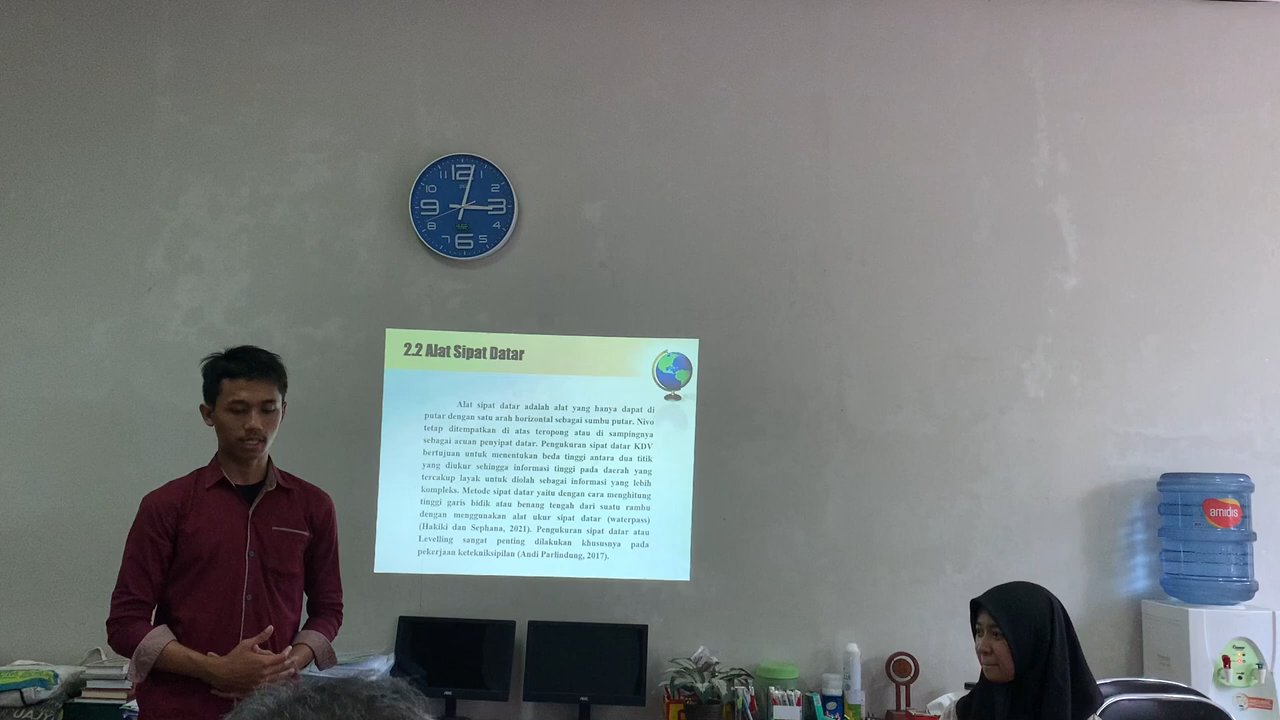 11 12 1
10 2
9 3
8 4
7 6 5
2.2 Alat Sipat Datar
Alat sipat datar adalah alat yang hanya dapat di
putar dengan satu arah horizontal sebagai sumbu putar. Nivo
tetap ditempatkan di atas teropong atau di sampingnya
sebagai acuan penyipat datar. Pengukuran sipat datar KDV
bertujuan untuk menentukan beda tinggi antara dua titik
yang diukur sehingga informasi tinggi pada daerah yang
tercakup layak untuk diolah sebagai informasi yang lebih
kompleks. Metode sipat datar yaitu dengan cara menghitung
tinggi garis bidik atau benang tengah dari suatu rambu
dengan menggunakan alat ukur sipat datar (waterpass)
(Hakiki dan Sephana, 2021). Pengukuran sipat datar atau
Levelling sangat penting dilakukan khususnya pada
pekerjaan ketekniksipilan (Andi Parlindung, 2017).
amidis